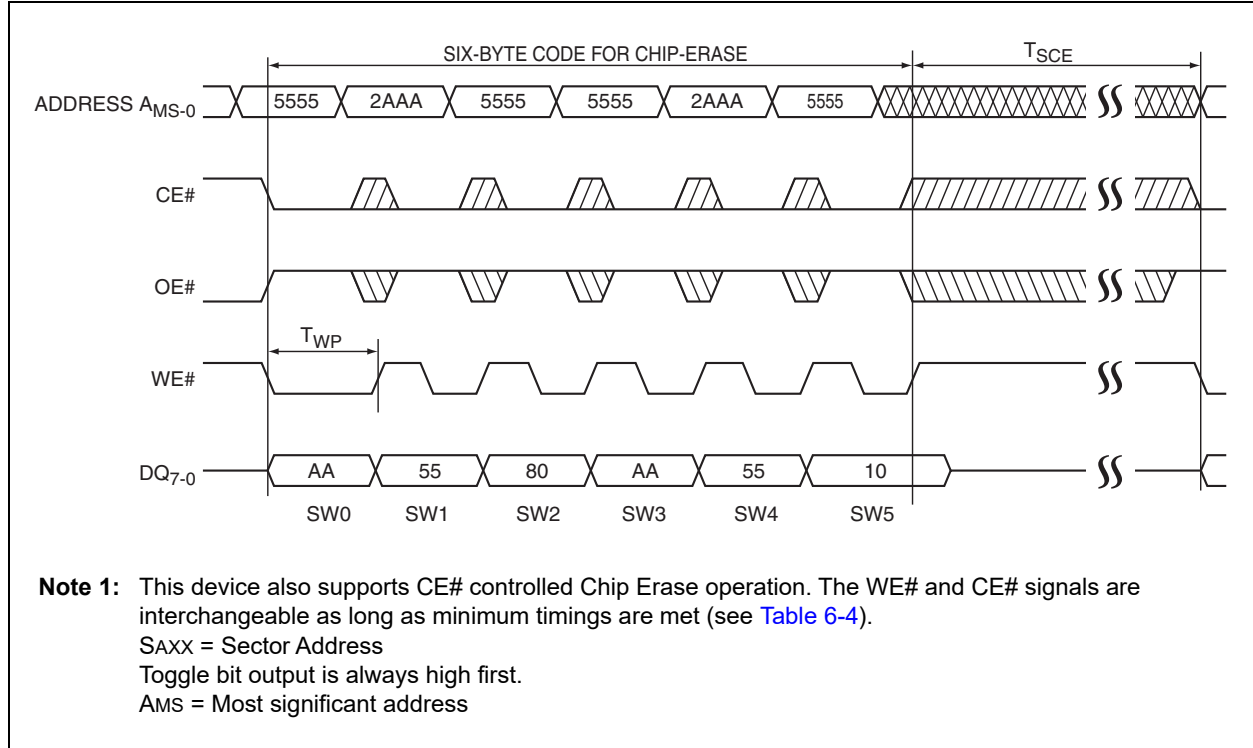 SIX-BYTE CODE FOR CHIP-ERASE TSCE
ADDRESS AMS-0 5555 2AAA 5555 5555 2AAA 5555
CE#
OE#
TWP
WE#
DQ7-0 AA 55 80 AA 55 10
SW0 SW1 SW2 SW3 SW4 SW5
Note 1: This device also supports CE# controlled Chip Erase operation. The WE# and CE# signals are
interchangeable as long as minimum timings are met (see Table 6-4).
SAXX = Sector Address
Toggle bit output is always high first.
AMS = Most significant address